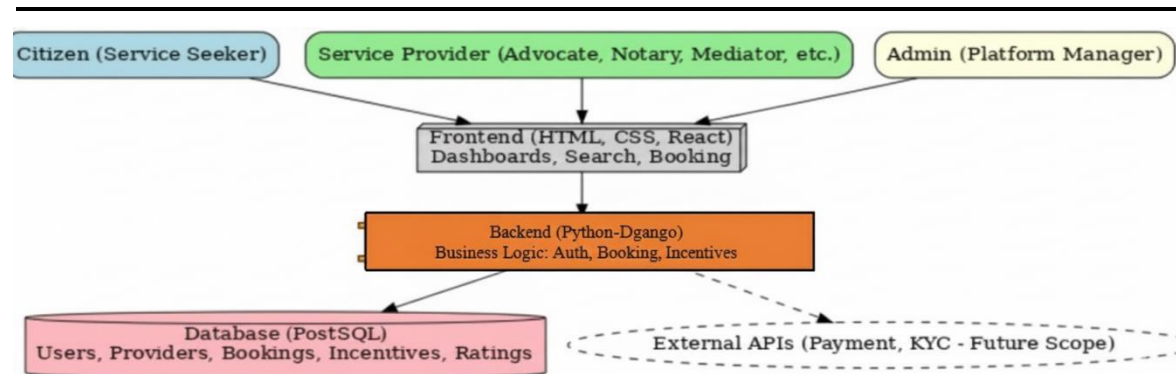 Citizen (Service Seeker)
Service Provider (Advocate, Notary, Mediator, etc.)
Admin (Platform Manager)
Frontend (HTML, CSS, React)
Dashboards, Search, Booking
Backend (Python-Dgango)
Business Logic: Auth, Booking, Incentives
Database (PostSQL)
Users, Providers, Bookings, Incentives, Ratings
External APIs (Payment, KYC - Future Scope)